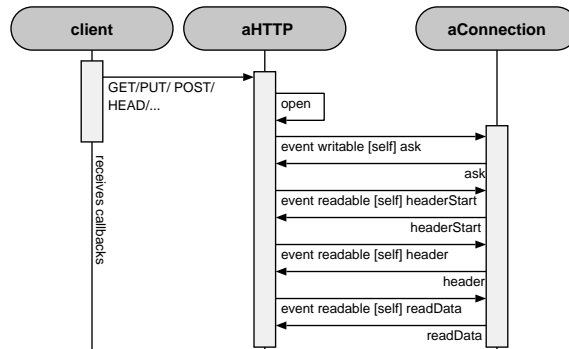 client
aHTTP
aConnection
GET/PUT/ POST/
HEAD/...
open
event writable [self] ask
ask
event readable [self] headerStart
headerStart
event readable [self] header
header
event readable [self] readData
readData
receives callbacks